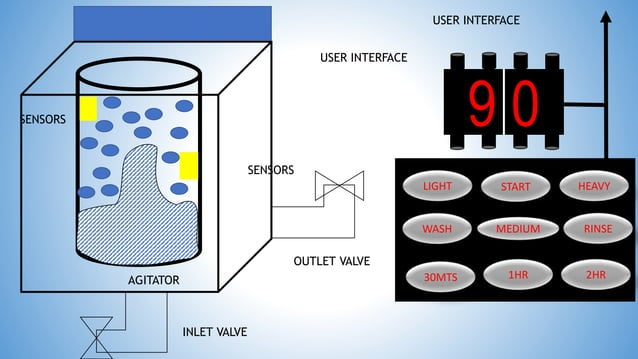 USER INTERFACE
USER INTERFACE
90
SENSORS
SENSORS
LIGHT START HEAVY
WASH MEDIUM RINSE
30MTS 1HR 2HR
OUTLET VALVE
AGITATOR
INLET VALVE